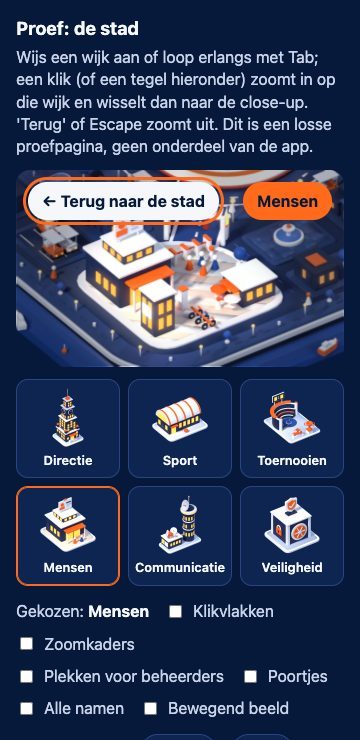 Proef: de stad
Wijs een wijk aan of loop erlangs met Tab;
een klik (of een tegel hieronder) zoomt in op
die wijk en wisselt dan naar de close-up.
'Terug' of Escape zoomt uit. Dit is een losse
proefpagina, geen onderdeel van de app.
← Terug naar de stad
Mensen
Directie
Sport
Toernooien
Mensen
Communicatie
Veiligheid
Gekozen: Mensen
Klikvlakken
Zoomkaders
Plekken voor beheerders
Poortjes
Alle namen
Bewegend beeld